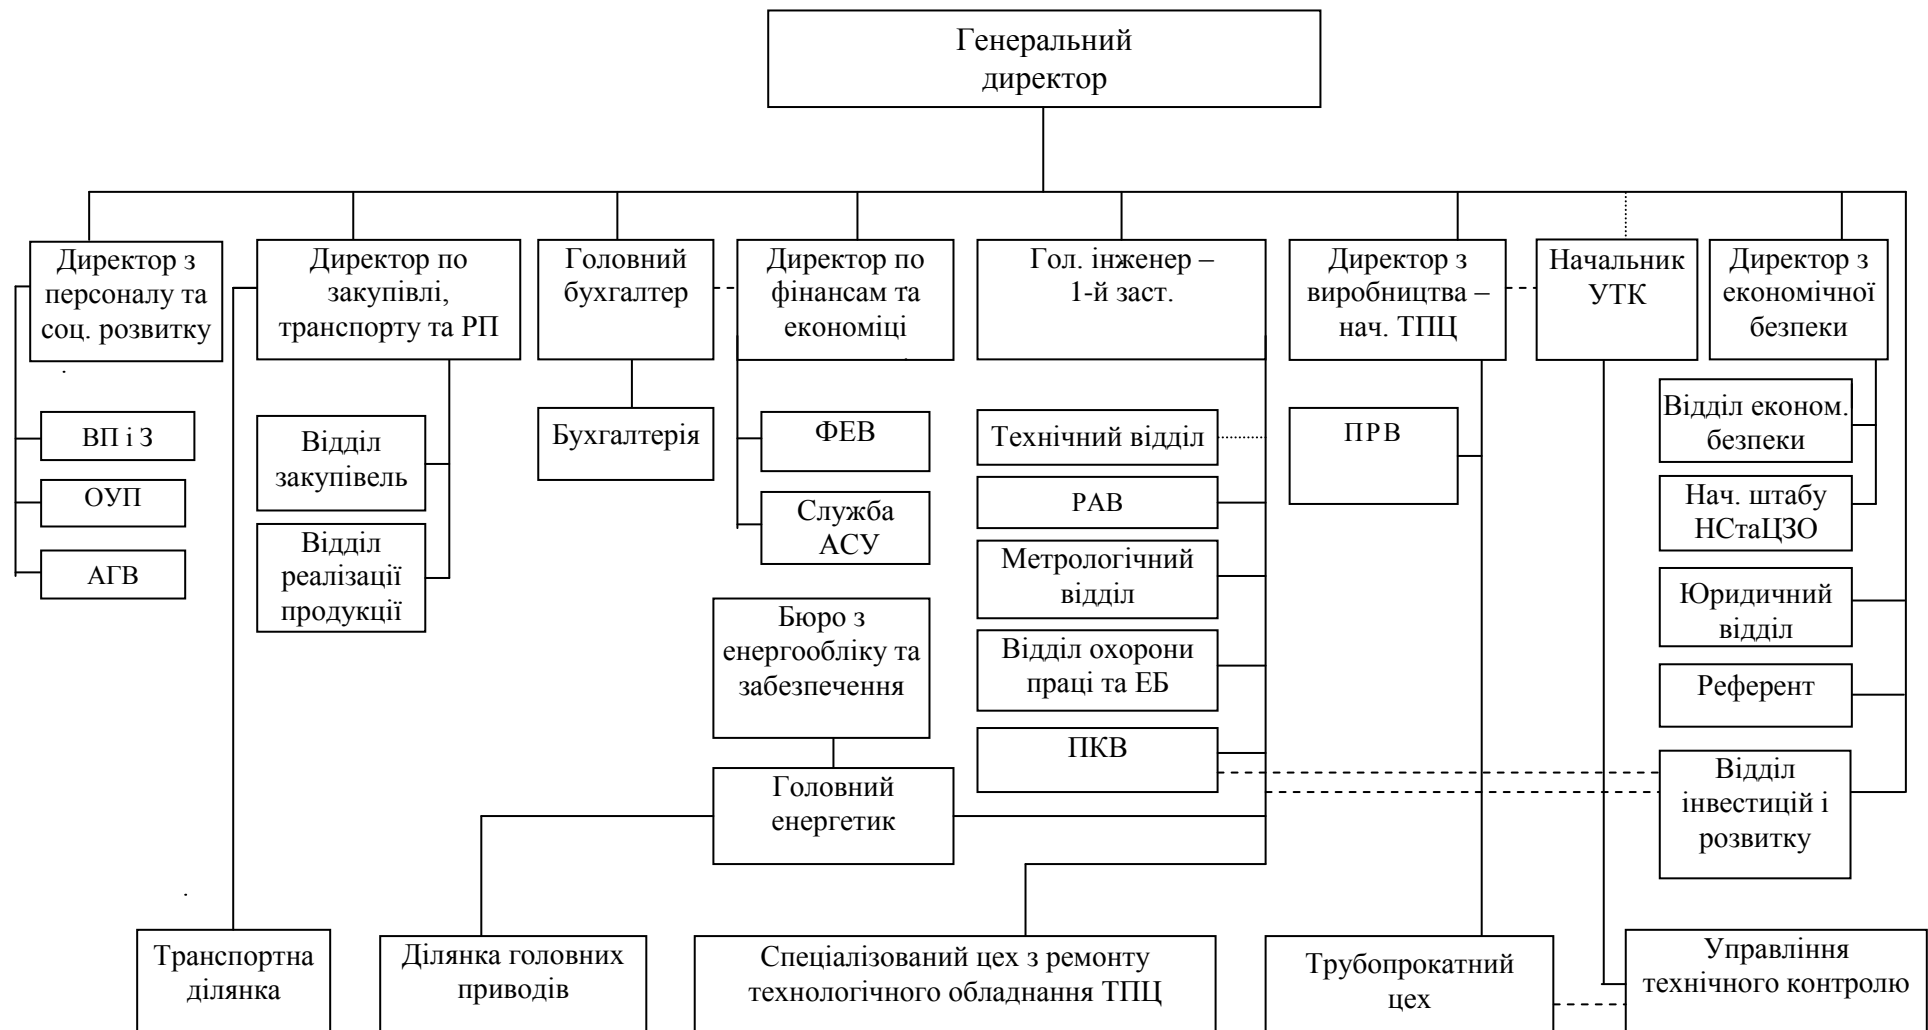 Генеральний
директор
Директор з
персоналу та
соц. розвитку
Директор по
закупівлі,
транспорту та РП
Головний
бухгалтер
Директор по
фінансам та
економіці
Гол. інженер –
1-й заст.
Директор з
виробництва –
нач. ТПЦ
Начальник
УТК
Директор з
економічної
безпеки
ВП і З
ОУП
АГВ
Відділ
закупівель
Відділ
реалізації
продукції
Бухгалтерія
ФЕВ
Служба
АСУ
Технічний відділ
РАВ
Метрологічний
відділ
Відділ охорони
праці та ЕБ
ПКВ
ПРВ
Відділ економ.
безпеки
Нач. штабу
НСтаЦЗО
Юридичний
відділ
Референт
Відділ
інвестицій і
розвитку
Бюро з
енергообліку та
забезпечення
Головний
енергетик
Транспортна
ділянка
Ділянка головних
приводів
Спеціалізований цех з ремонту
технологічного обладнання ТПЦ
Трубопрокатний
цех
Управління
технічного контролю